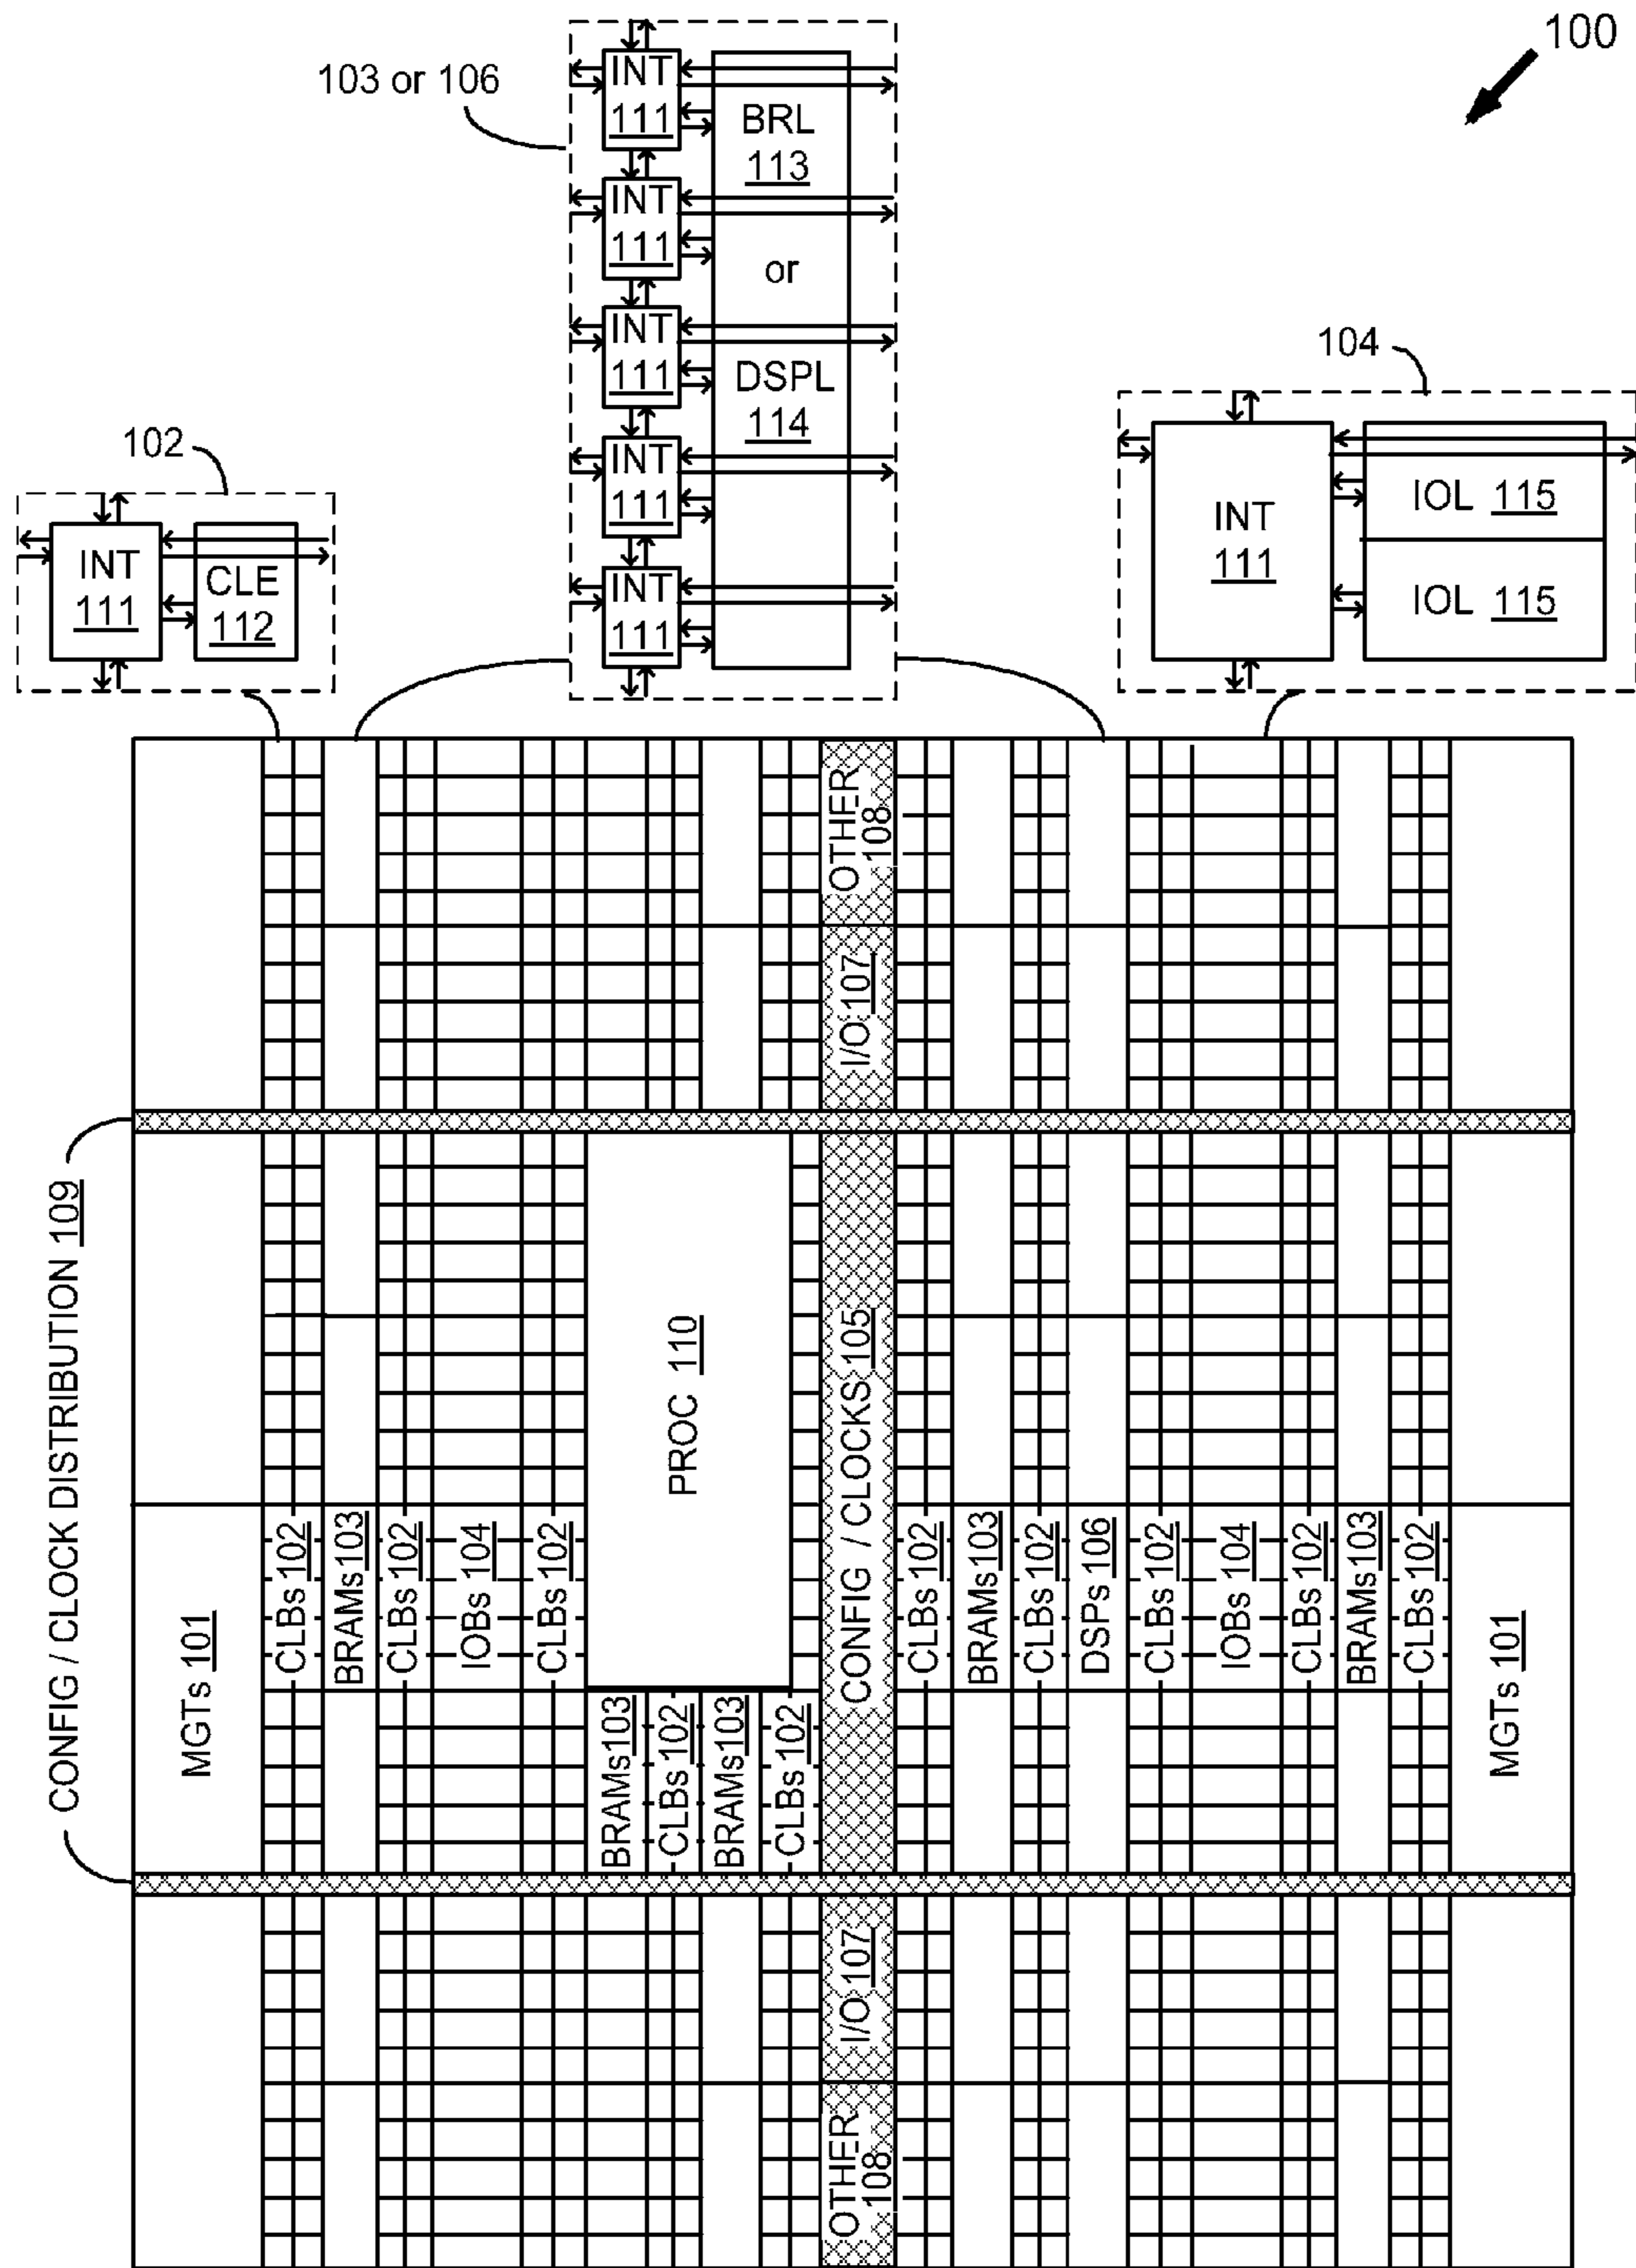 100
103 or 106
INT
111
INT
111
INT
111
INT
111
INT
111
BRL
113
or
DSPL
114
104
INT
111
IOL 115
IOL 115
102
INT
111
CLE
112
CONFIG / CLOCK DISTRIBUTION 109
OTHER
108
I/O 107
PROC 110
CONFIG / CLOCKS 105
MGTs 101
CLBs 102
BRAMs 103
CLBs 102
IOBs 104
CLBs 102
BRAMs 103
CLBs 102
BRAMs 103
CLBs 102
CLBs 102
BRAMs 103
CLBs 102
DSPs 106
CLBs 102
IOBs 104
CLBs 102
BRAMs 103
CLBs 102
MGTs 101
I/O 107
OTHER
108